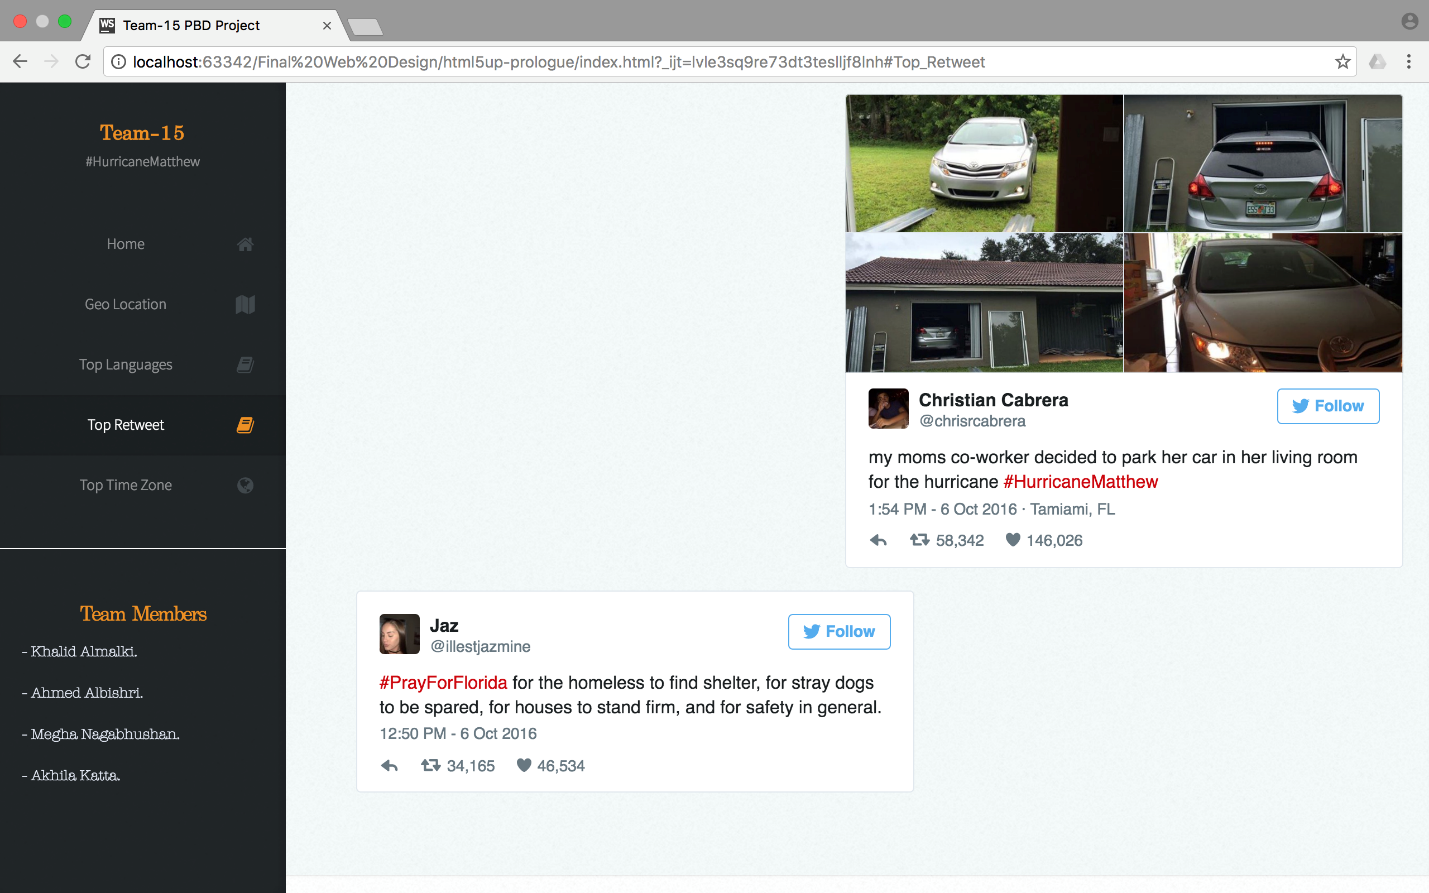 WS Team-15 PBD Project
localhost:63342/Final%20Web%20Design/html5up-prologue/index.html?_ijt=lvle3sq9re73dt3teslljf8lnh#Top_Retweet
Team-15
#HurricaneMatthew
Home
Geo Location
Top Languages
Top Retweet
Top Time Zone
Team Members
- Khalid Almalki.
- Ahmed Albishri.
- Megha Nagabhushan.
- Akhila Katta.
Christian Cabrera
@chrisrcabrera
Follow
my moms co-worker decided to park her car in her living room
for the hurricane #HurricaneMatthew
1:54 PM - 6 Oct 2016 · Tamiami, FL
58,342 146,026
Jaz
@illestjazmine
Follow
#PrayForFlorida for the homeless to find shelter, for stray dogs
to be spared, for houses to stand firm, and for safety in general.
12:50 PM - 6 Oct 2016
34,165 46,534